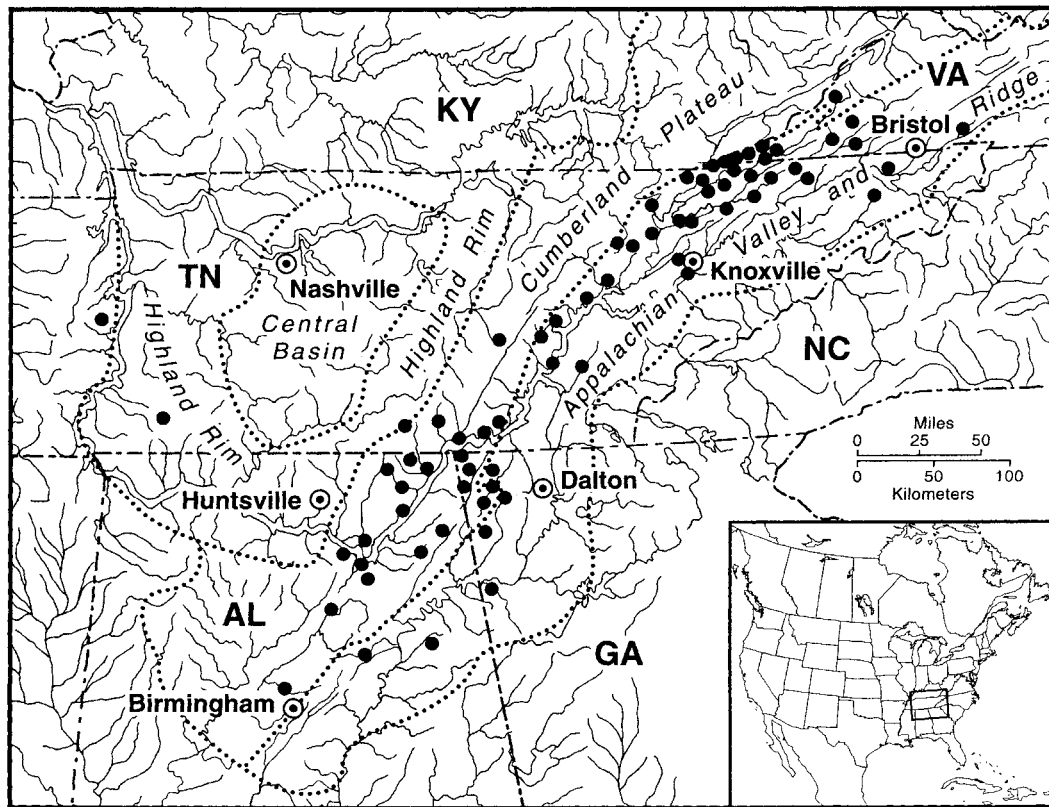 KY
VA
Plateau
Ridge
Bristol
Cumberland
Valley and
TN
Nashville
Highland Rim
Knoxville
Central
Basin
Highland Rim
Appalachian
NC
Miles
0 25 50
0 50 100
Kilometers
Huntsville
Dalton
AL
GA
Birmingham